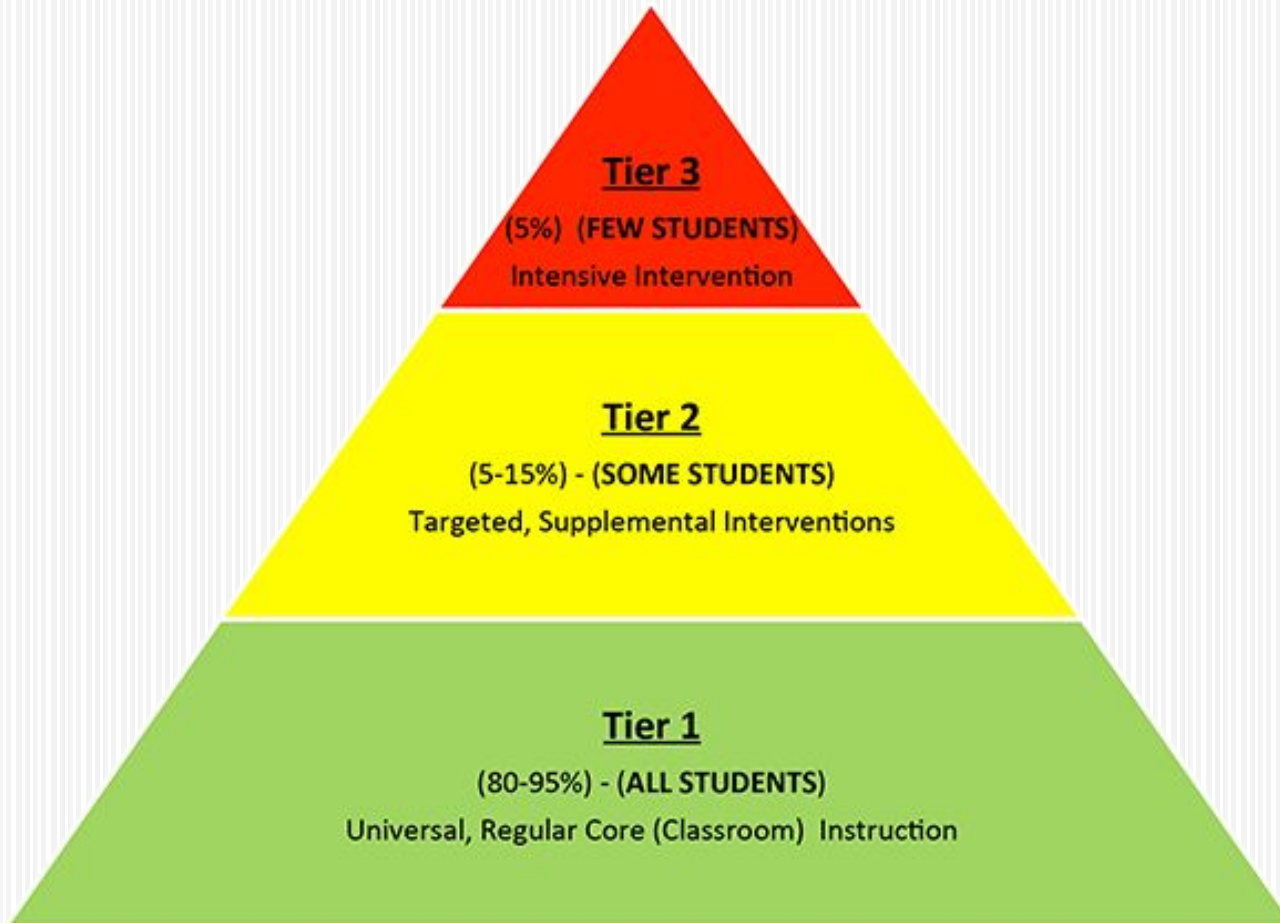 Tier 3
(5%) (FEW STUDENTS)
Intensive Intervention
Tier 2
(5-15%) - (SOME STUDENTS)
Targeted, Supplemental Interventions
Tier 1
(80-95%) - (ALL STUDENTS)
Universal, Regular Core (Classroom) Instruction